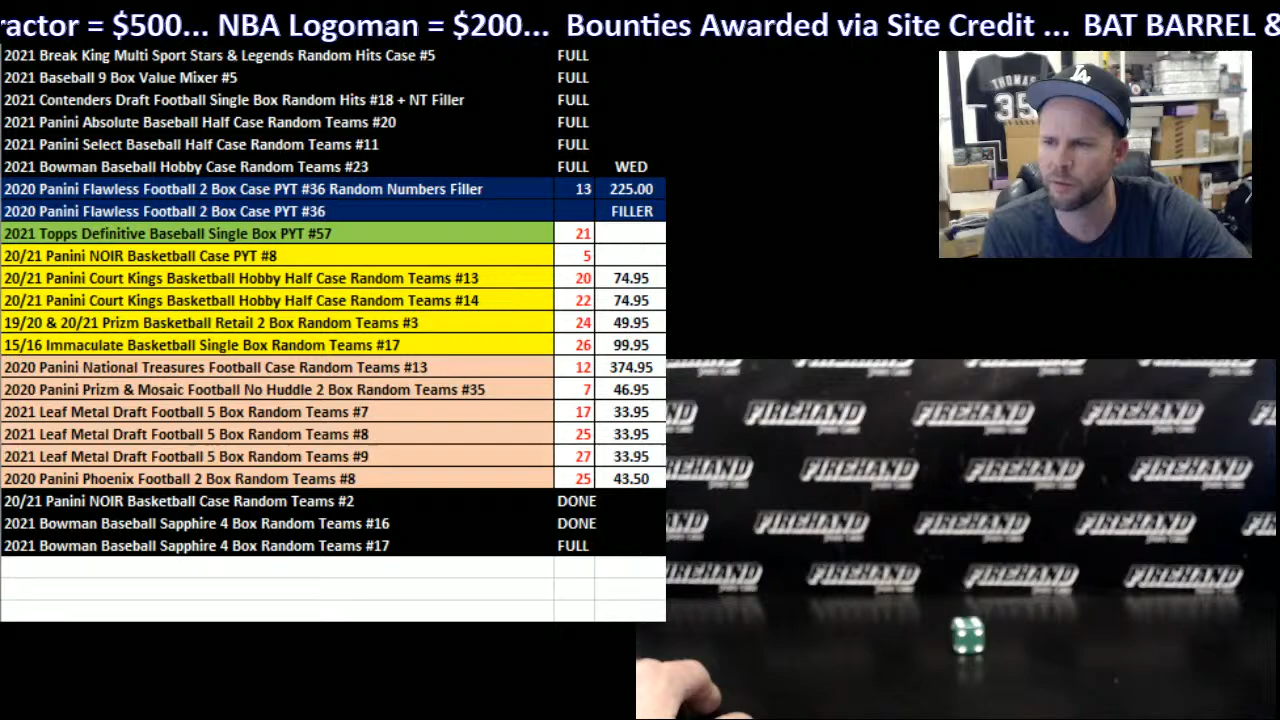 ractor = $500... NBA Logoman = $200... Bounties Awarded via Site Credit ... BAT BARREL &
2021 Break King Multi Sport Stars & Legends Random Hits Case #5 FULL
2021 Baseball 9 Box Value Mixer #5 FULL
2021 Contenders Draft Football Single Box Random Hits #18 + NT Filler FULL
2021 Panini Absolute Baseball Half Case Random Teams #20 FULL
2021 Panini Select Baseball Half Case Random Teams #11 FULL
2021 Bowman Baseball Hobby Case Random Teams #23 FULL WED
2020 Panini Flawless Football 2 Box Case PYT #36 Random Numbers Filler 13 225.00
2020 Panini Flawless Football 2 Box Case PYT #36 FILLER
2021 Topps Definitive Baseball Single Box PYT #57 21
20/21 Panini NOIR Basketball Case PYT #8 5
20/21 Panini Court Kings Basketball Hobby Half Case Random Teams #13 20 74.95
20/21 Panini Court Kings Basketball Hobby Half Case Random Teams #14 22 74.95
19/20 & 20/21 Prizm Basketball Retail 2 Box Random Teams #3 24 49.95
15/16 Immaculate Basketball Single Box Random Teams #17 26 99.95
2020 Panini National Treasures Football Case Random Teams #13 12 374.95
2020 Panini Prizm & Mosaic Football No Huddle 2 Box Random Teams #35 7 46.95
2021 Leaf Metal Draft Football 5 Box Random Teams #7 17 33.95
2021 Leaf Metal Draft Football 5 Box Random Teams #8 25 33.95
2021 Leaf Metal Draft Football 5 Box Random Teams #9 27 33.95
2020 Panini Phoenix Football 2 Box Random Teams #8 25 43.50
20/21 Panini NOIR Basketball Case Random Teams #2 DONE
2021 Bowman Baseball Sapphire 4 Box Random Teams #16 DONE
2021 Bowman Baseball Sapphire 4 Box Random Teams #17 FULL
THOMAS
35
LA
FIREHAND FIREHAND FIREHAND
FIREHAND FIREHAND FIREHAND
FIREHAND FIREHAND FIREHAND
FIREHAND FIREHAND FIREHAND